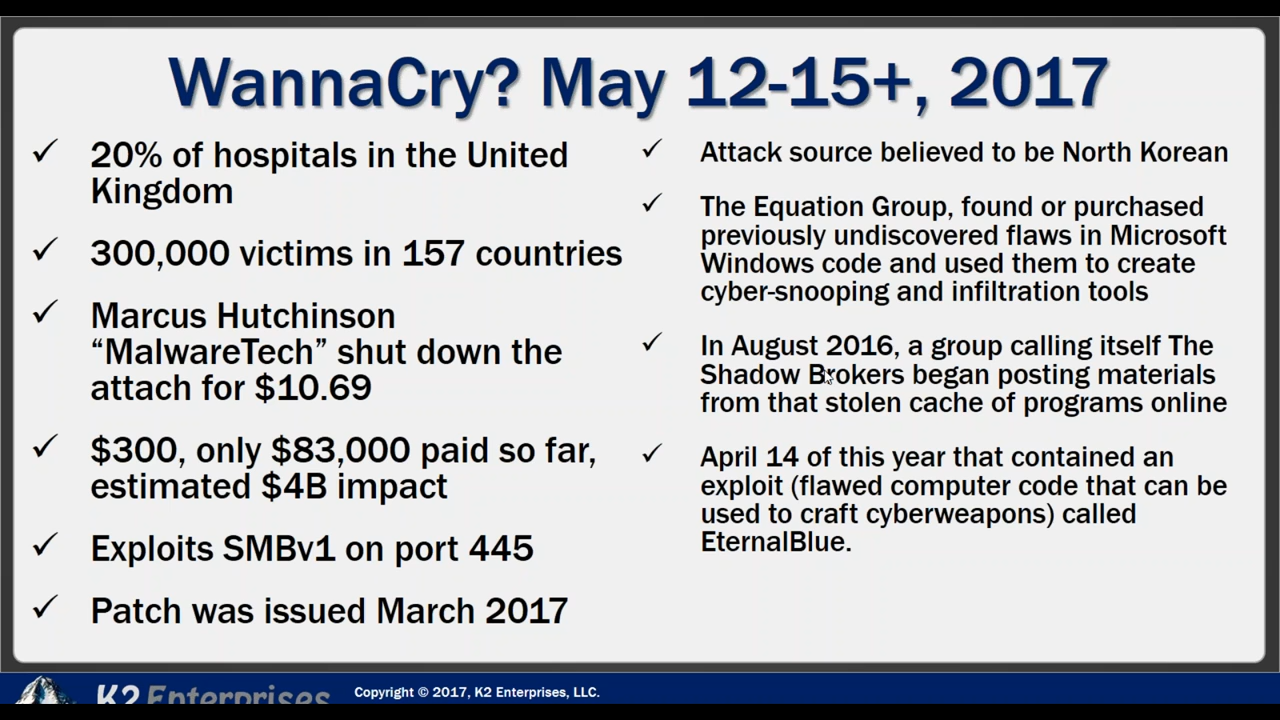 WannaCry? May 12-15+, 2017
20% of hospitals in the United
Kingdom
300,000 victims in 157 countries
Marcus Hutchinson
“MalwareTech” shut down the
attach for $10.69
$300, only $83,000 paid so far,
estimated $4B impact
Exploits SMBv1 on port 445
Patch was issued March 2017
Attack source believed to be North Korean
The Equation Group, found or purchased
previously undiscovered flaws in Microsoft
Windows code and used them to create
cyber-snooping and infiltration tools
In August 2016, a group calling itself The
Shadow Brokers began posting materials
from that stolen cache of programs online
April 14 of this year that contained an
exploit (flawed computer code that can be
used to craft cyberweapons) called
EternalBlue.
K2 Enterprises
Copyright © 2017, K2 Enterprises, LLC.